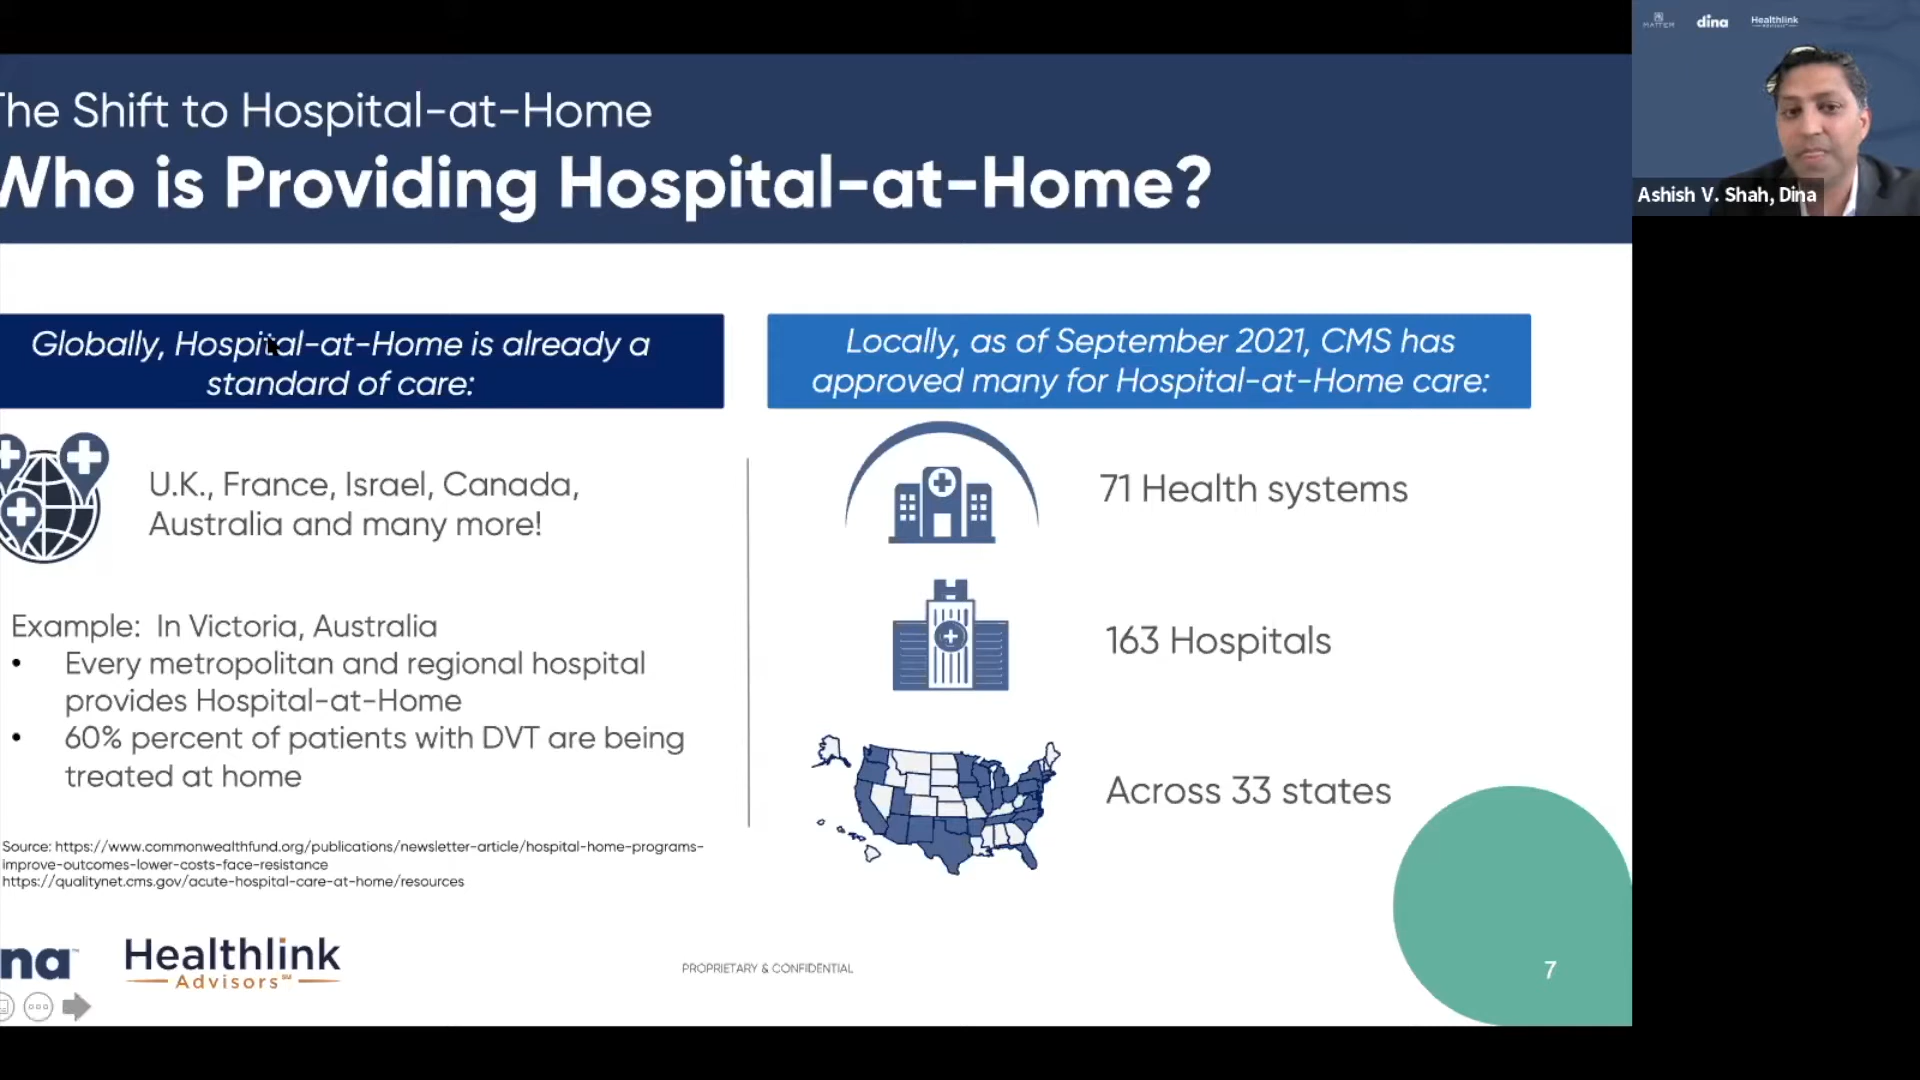 The Shift to Hospital-at-Home
Who is Providing Hospital-at-Home?
Globally, Hospital-at-Home is already a
standard of care:
U.K., France, Israel, Canada,
Australia and many more!
Example: In Victoria, Australia
• Every metropolitan and regional hospital
provides Hospital-at-Home
• 60% percent of patients with DVT are being
treated at home
Source: https://www.commonwealthfund.org/publications/newsletter-article/hospital-home-programs-
improve-outcomes-lower-costs-face-resistance
https://qualitynet.cms.gov/acute-hospital-care-at-home/resources
Locally, as of September 2021, CMS has
approved many for Hospital-at-Home care:
71 Health systems
163 Hospitals
Across 33 states
na™
Healthlink
Advisors℠
PROPRIETARY & CONFIDENTIAL
7
MATTER
dina
Healthlink
Advisors
Ashish V. Shah, Dina